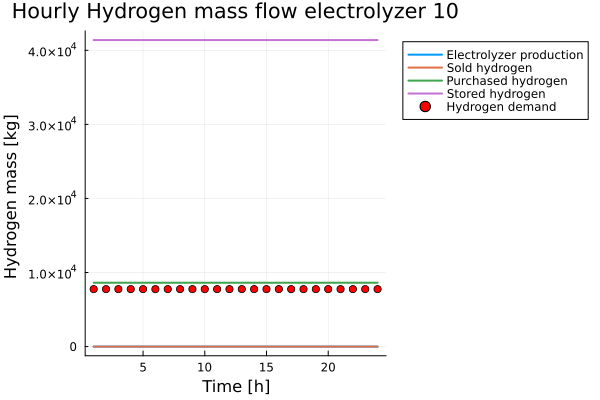 Hourly Hydrogen mass flow electrolyzer 10
Hydrogen mass [kg]
4.0×10⁴
3.0×10⁴
2.0×10⁴
1.0×10⁴
0
5 10 15 20
Time [h]
Electrolyzer production
Sold hydrogen
Purchased hydrogen
Stored hydrogen
Hydrogen demand